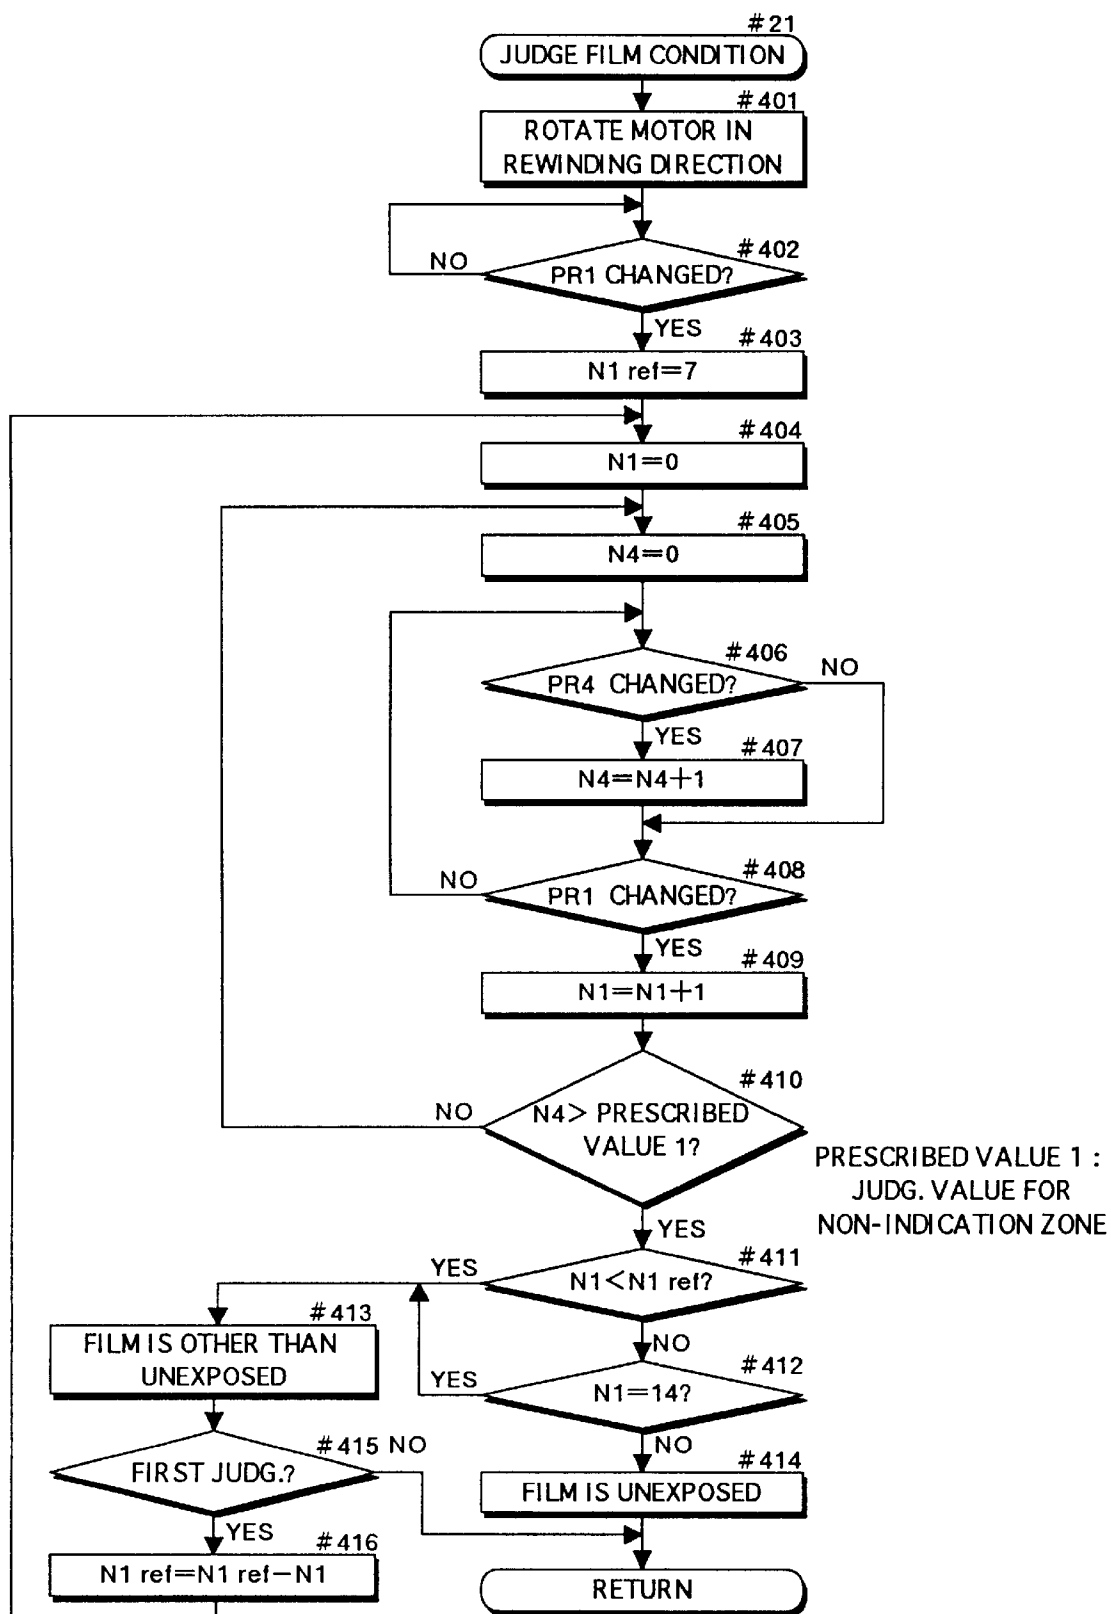 #21
JUDGE FILM CONDITION
#401
ROTATE MOTOR IN
REWINDING DIRECTION
#402
NO
PR1 CHANGED?
YES
#403
N1 ref=7
#404
N1=0
#405
N4=0
#406
NO
PR4 CHANGED?
YES
#407
N4=N4+1
#408
NO
PR1 CHANGED?
YES
#409
N1=N1+1
#410
NO
N4> PRESCRIBED
VALUE 1?
PRESCRIBED VALUE 1 :
JUDG. VALUE FOR
NON-INDICATION ZONE
YES
#411
YES
N1<N1 ref?
NO
#413
FILM IS OTHER THAN
UNEXPOSED
#412
YES
N1=14?
NO
#415 NO
FIRST JUDG.?
#414
FILM IS UNEXPOSED
YES
#416
N1 ref=N1 ref-N1
RETURN